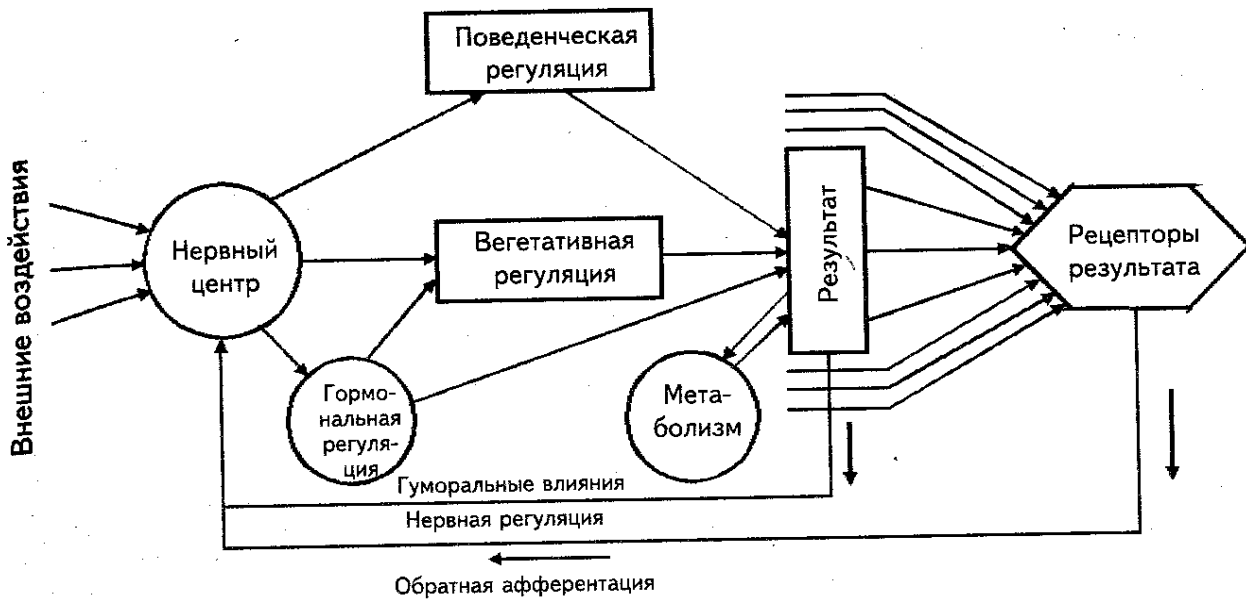 Поведенческая
регуляция
Внешние воздействия
Нервный
центр
Вегетативная
регуляция
Результат
Рецепторы
результата
Гормо-
нальная
регуля-
ция
Мета-
болизм
Гуморальные влияния
Нервная регуляция
Обратная афферентация